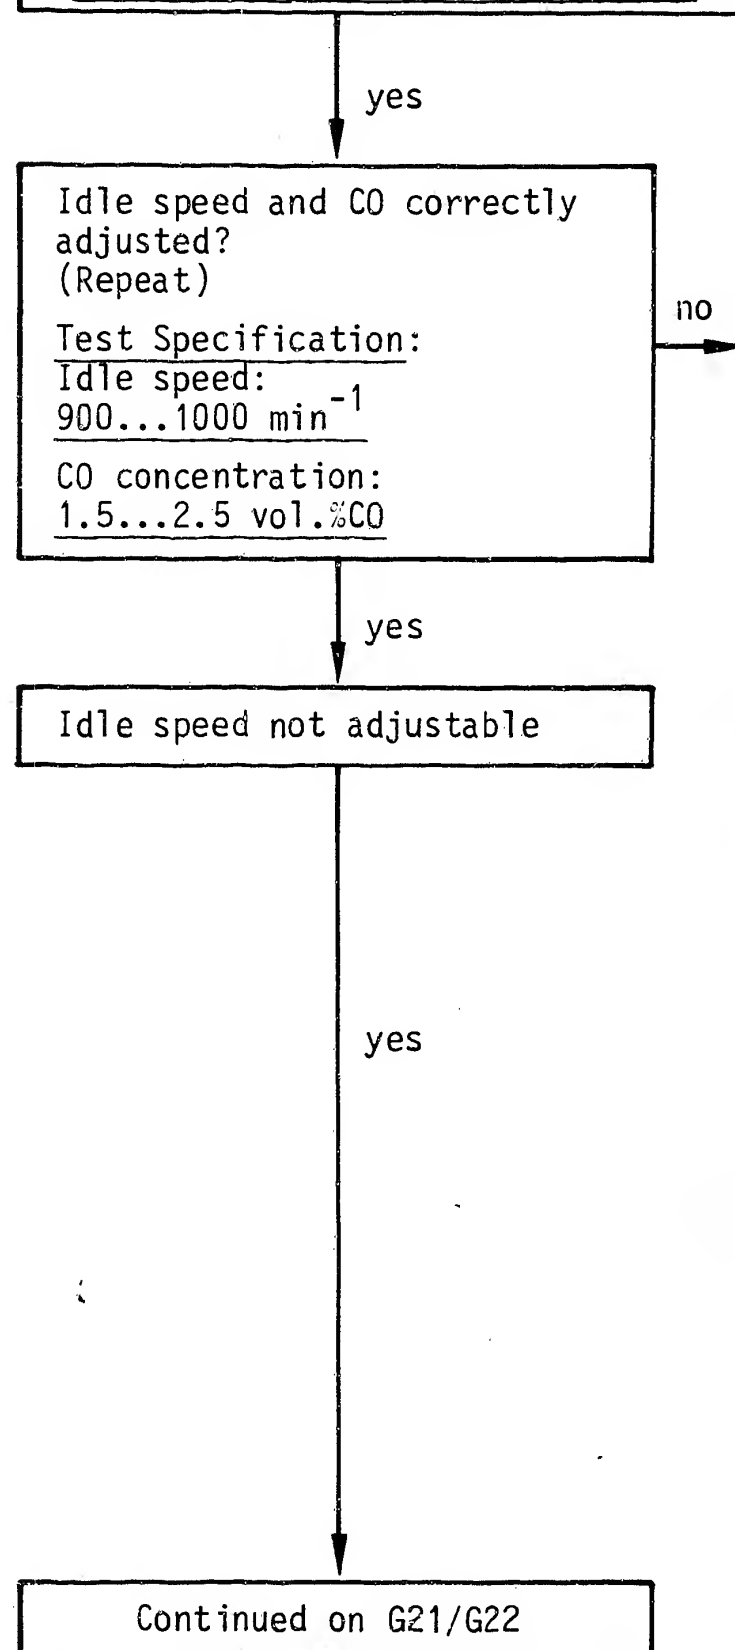 yes
Idle speed and CO correctly
adjusted?
(Repeat)
no
Test Specification:
Idle speed:
900...1000 min⁻¹
CO concentration:
1.5...2.5 vol.%CO
yes
Idle speed not adjustable
yes
Continued on G21/G22